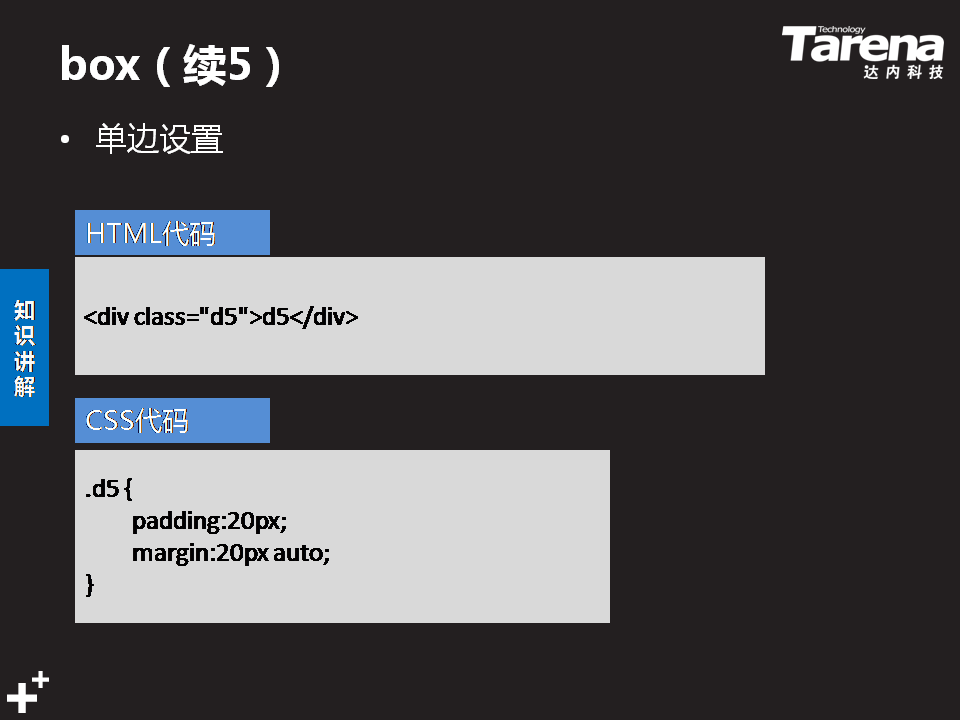 box（续5）
Technology
Tarena
达内科技
• 单边设置
HTML代码
<div class="d5">d5</div>
知识讲解
CSS代码
.d5 {
padding:20px;
margin:20px auto;
}